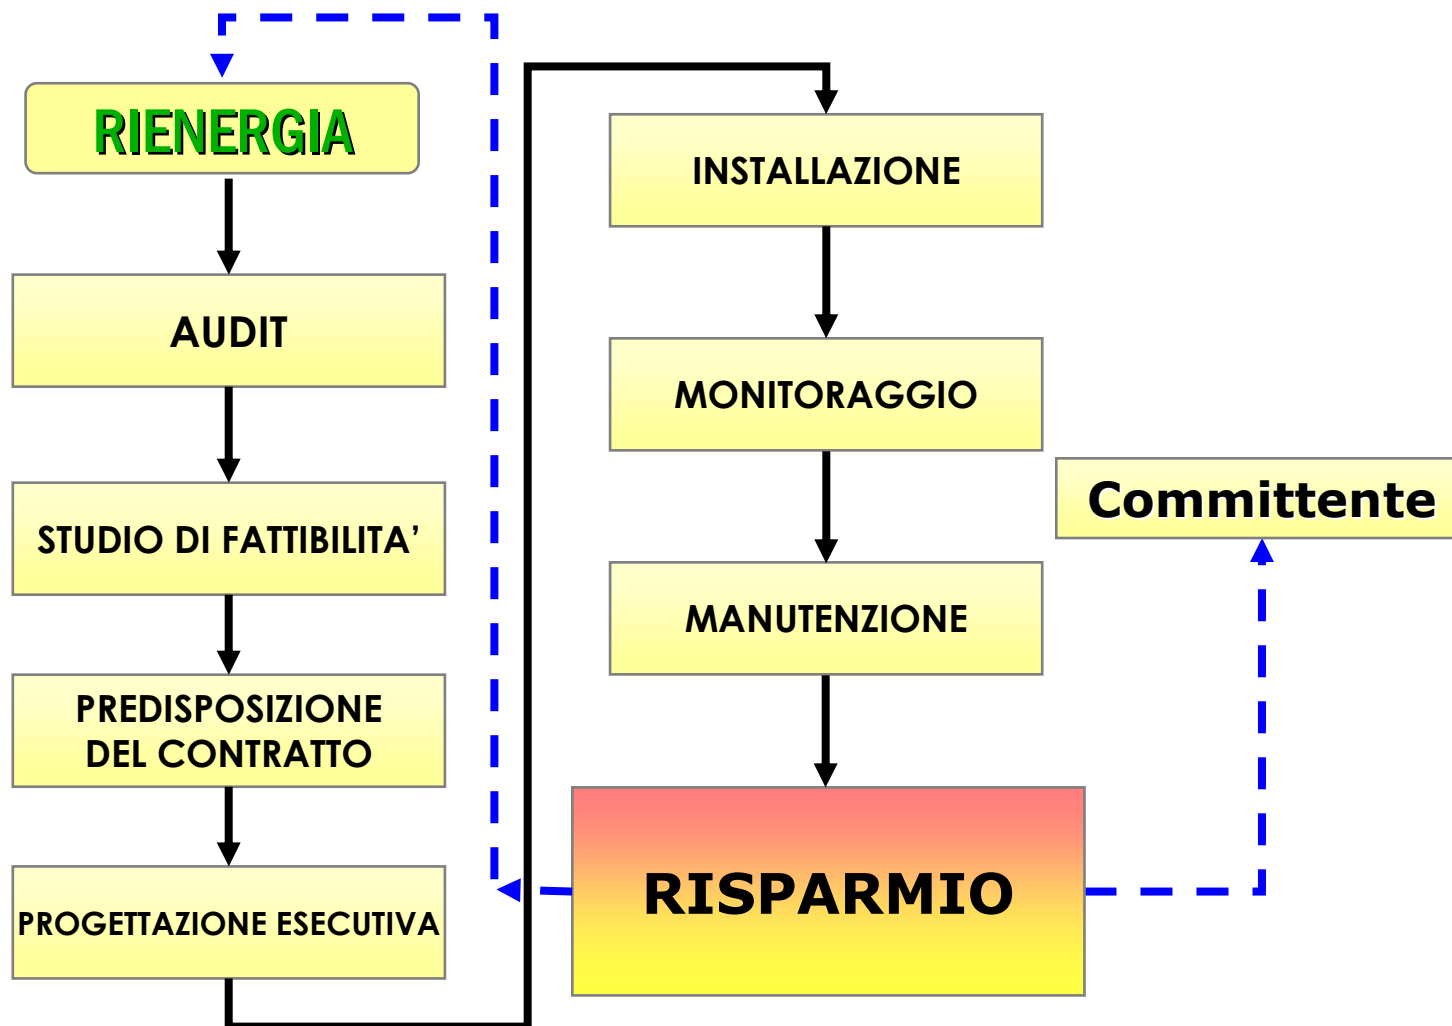 RIENERGIA
AUDIT
STUDIO DI FATTIBILITA’
PREDISPOSIZIONE
DEL CONTRATTO
PROGETTAZIONE ESECUTIVA
INSTALLAZIONE
MONITORAGGIO
MANUTENZIONE
RISPARMIO
Committente